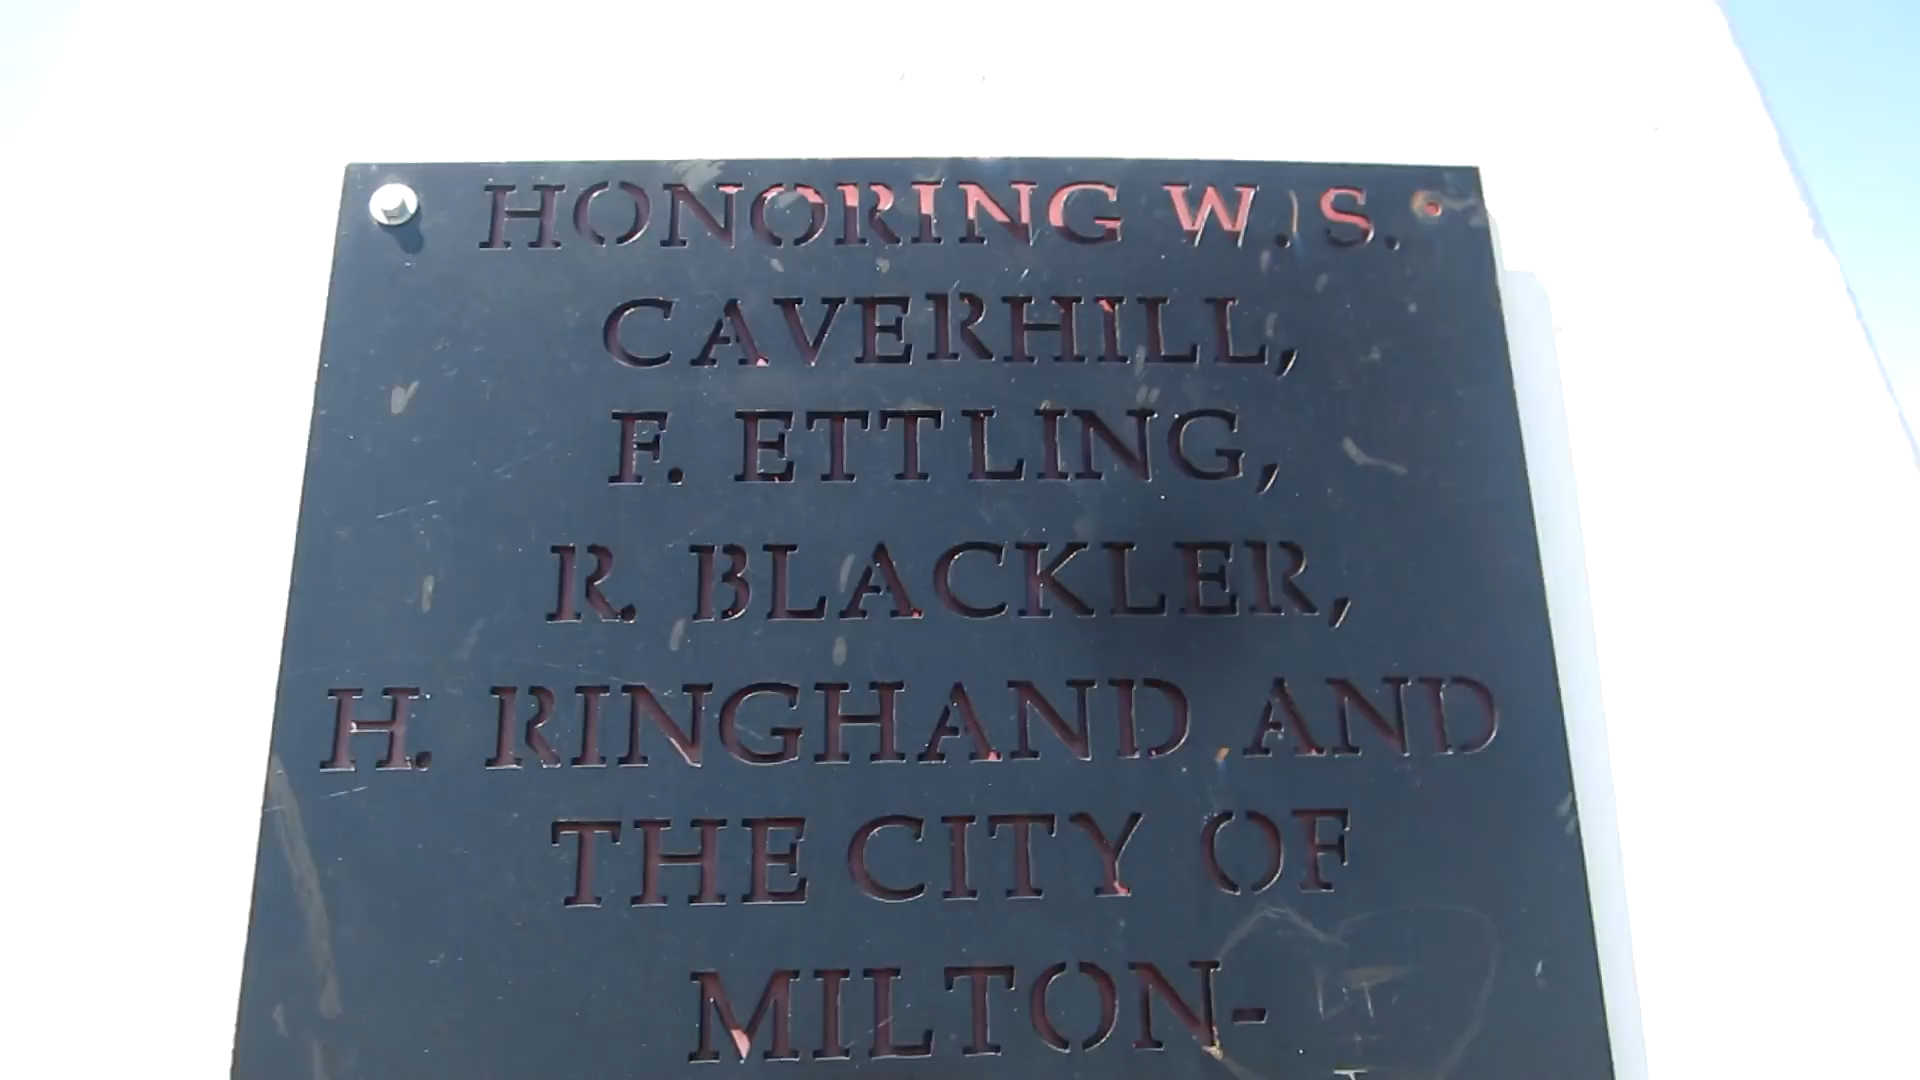 HONORING W. S.
CAVERHILL,
F. ETTLING,
R. BLACKLER,
H. RINGHAND AND
THE CITY OF
MILTON-